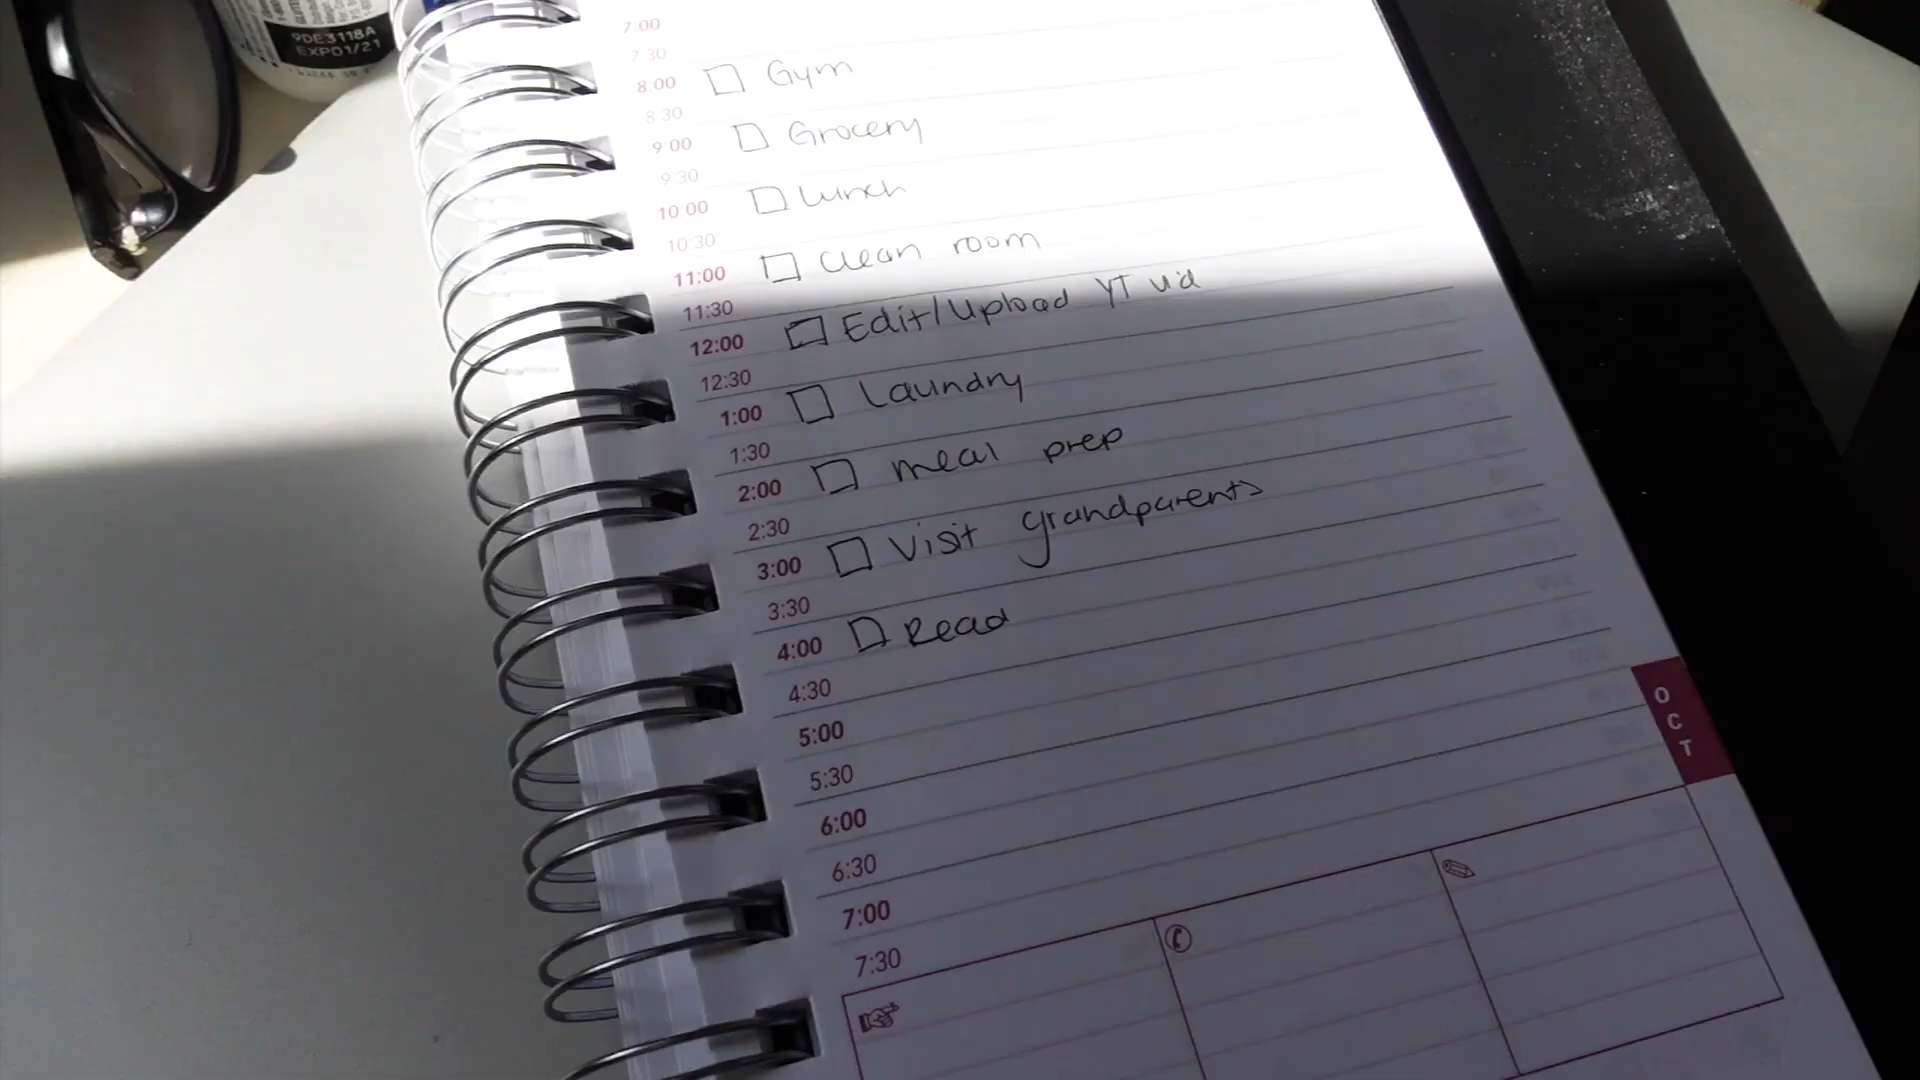 9DE3118A
EXP01/21
7:00
7:30
8:00 Gym
8:30
9:00 Grocery
9:30
10:00 Lunch
10:30
11:00 Clean room
11:30
12:00 Edit/Upload YT vid
12:30
1:00 Laundry
1:30
2:00 meal prep
2:30
3:00 Visit grandparents
3:30
4:00 Read
4:30
5:00
5:30
6:00
6:30
7:00
7:30
OCT